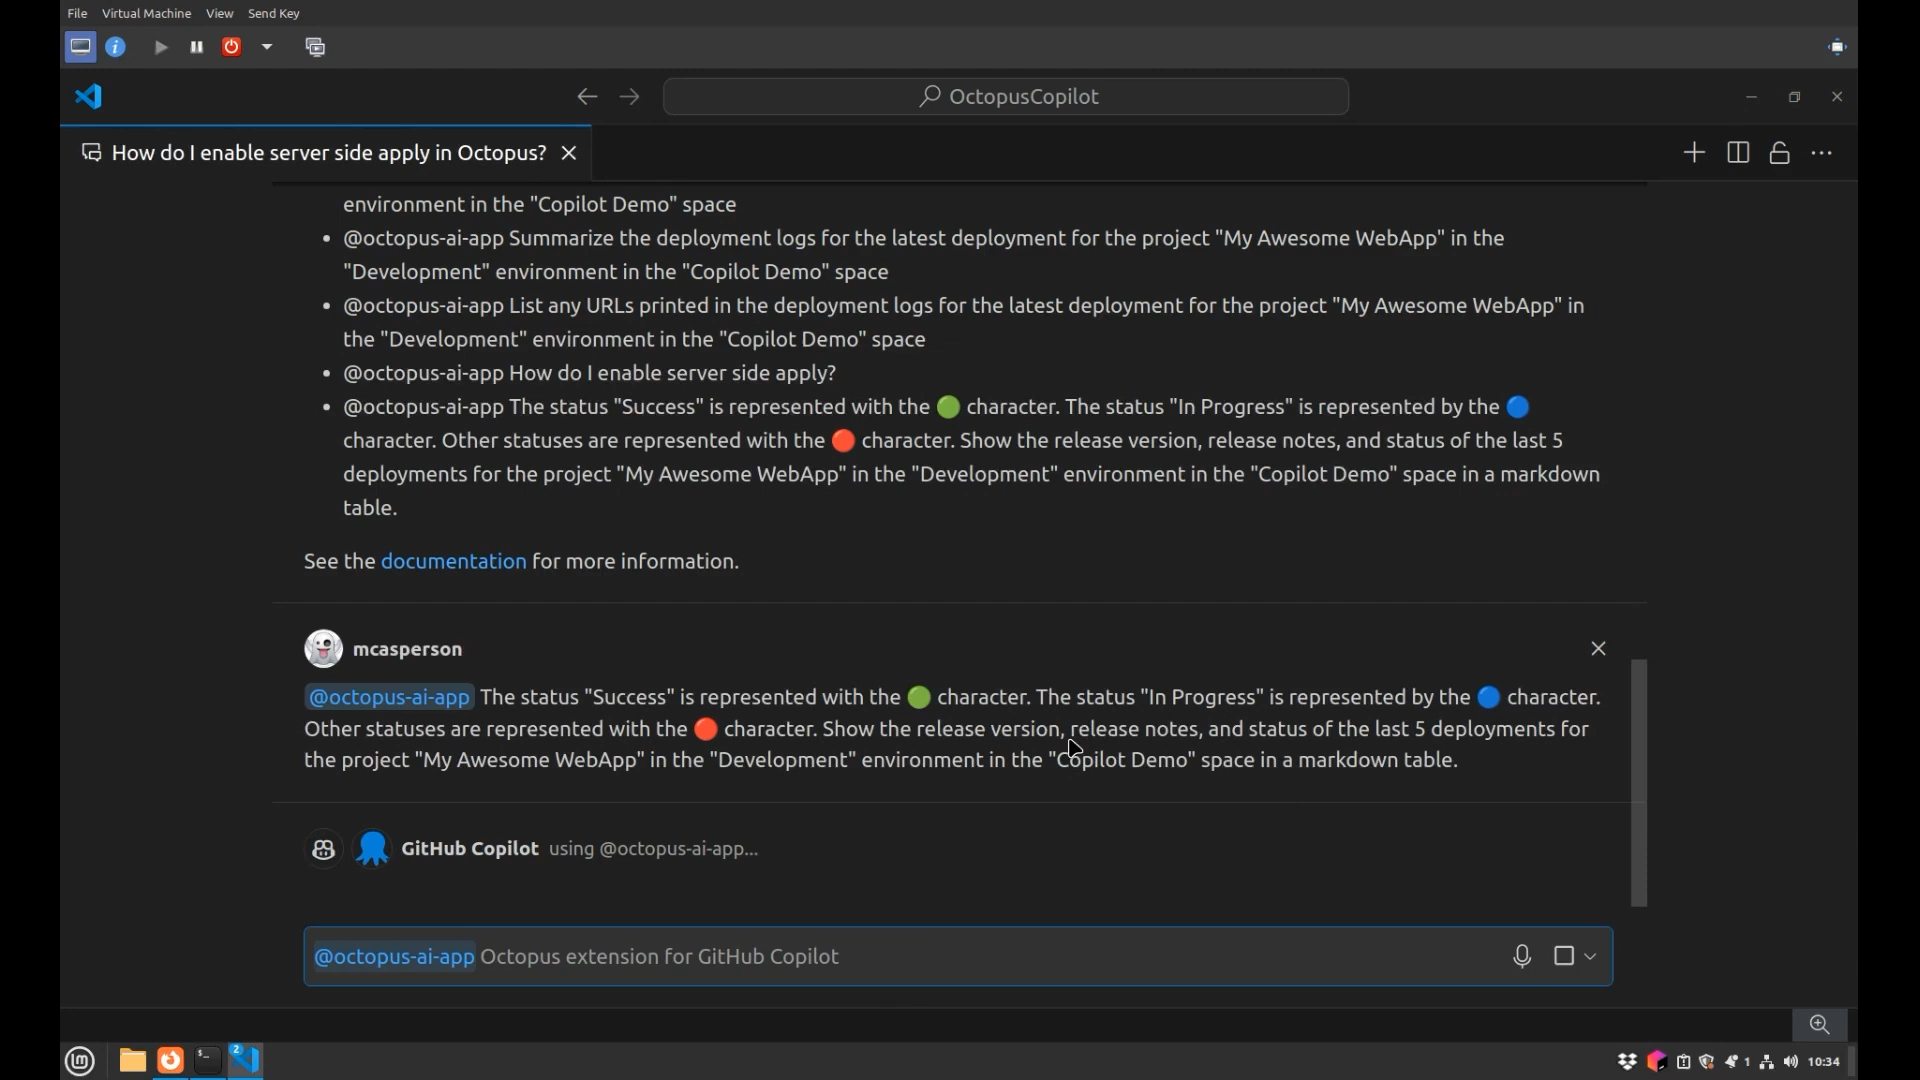 File Virtual Machine View Send Key
OctopusCopilot
How do I enable server side apply in Octopus?
environment in the "Copilot Demo" space
• @octopus-ai-app Summarize the deployment logs for the latest deployment for the project "My Awesome WebApp" in the
"Development" environment in the "Copilot Demo" space
• @octopus-ai-app List any URLs printed in the deployment logs for the latest deployment for the project "My Awesome WebApp" in
the "Development" environment in the "Copilot Demo" space
• @octopus-ai-app How do I enable server side apply?
• @octopus-ai-app The status "Success" is represented with the 🟢 character. The status "In Progress" is represented by the 🔵
character. Other statuses are represented with the 🔴 character. Show the release version, release notes, and status of the last 5
deployments for the project "My Awesome WebApp" in the "Development" environment in the "Copilot Demo" space in a markdown
table.
See the documentation for more information.
mcasperson
@octopus-ai-app The status "Success" is represented with the 🟢 character. The status "In Progress" is represented by the 🔵 character.
Other statuses are represented with the 🔴 character. Show the release version, release notes, and status of the last 5 deployments for
the project "My Awesome WebApp" in the "Development" environment in the "Copilot Demo" space in a markdown table.
GitHub Copilot using @octopus-ai-app...
@octopus-ai-app Octopus extension for GitHub Copilot
2
1 10:34